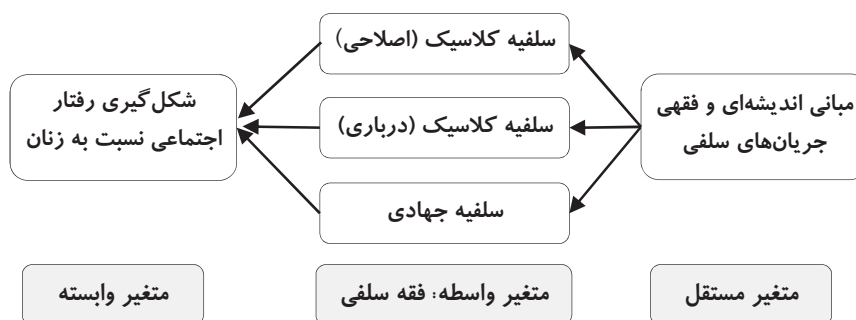 سلفیه کلاسیک (اصلاحی)
مبانی اندیشه‌ای و فقهی
جریان‌های سلفی
سلفیه کلاسیک (درباری)
شکل‌گیری رفتار
اجتماعی نسبت به زنان
سلفیه جهادی
متغیر مستقل
متغیر واسطه: فقه سلفی
متغیر وابسته